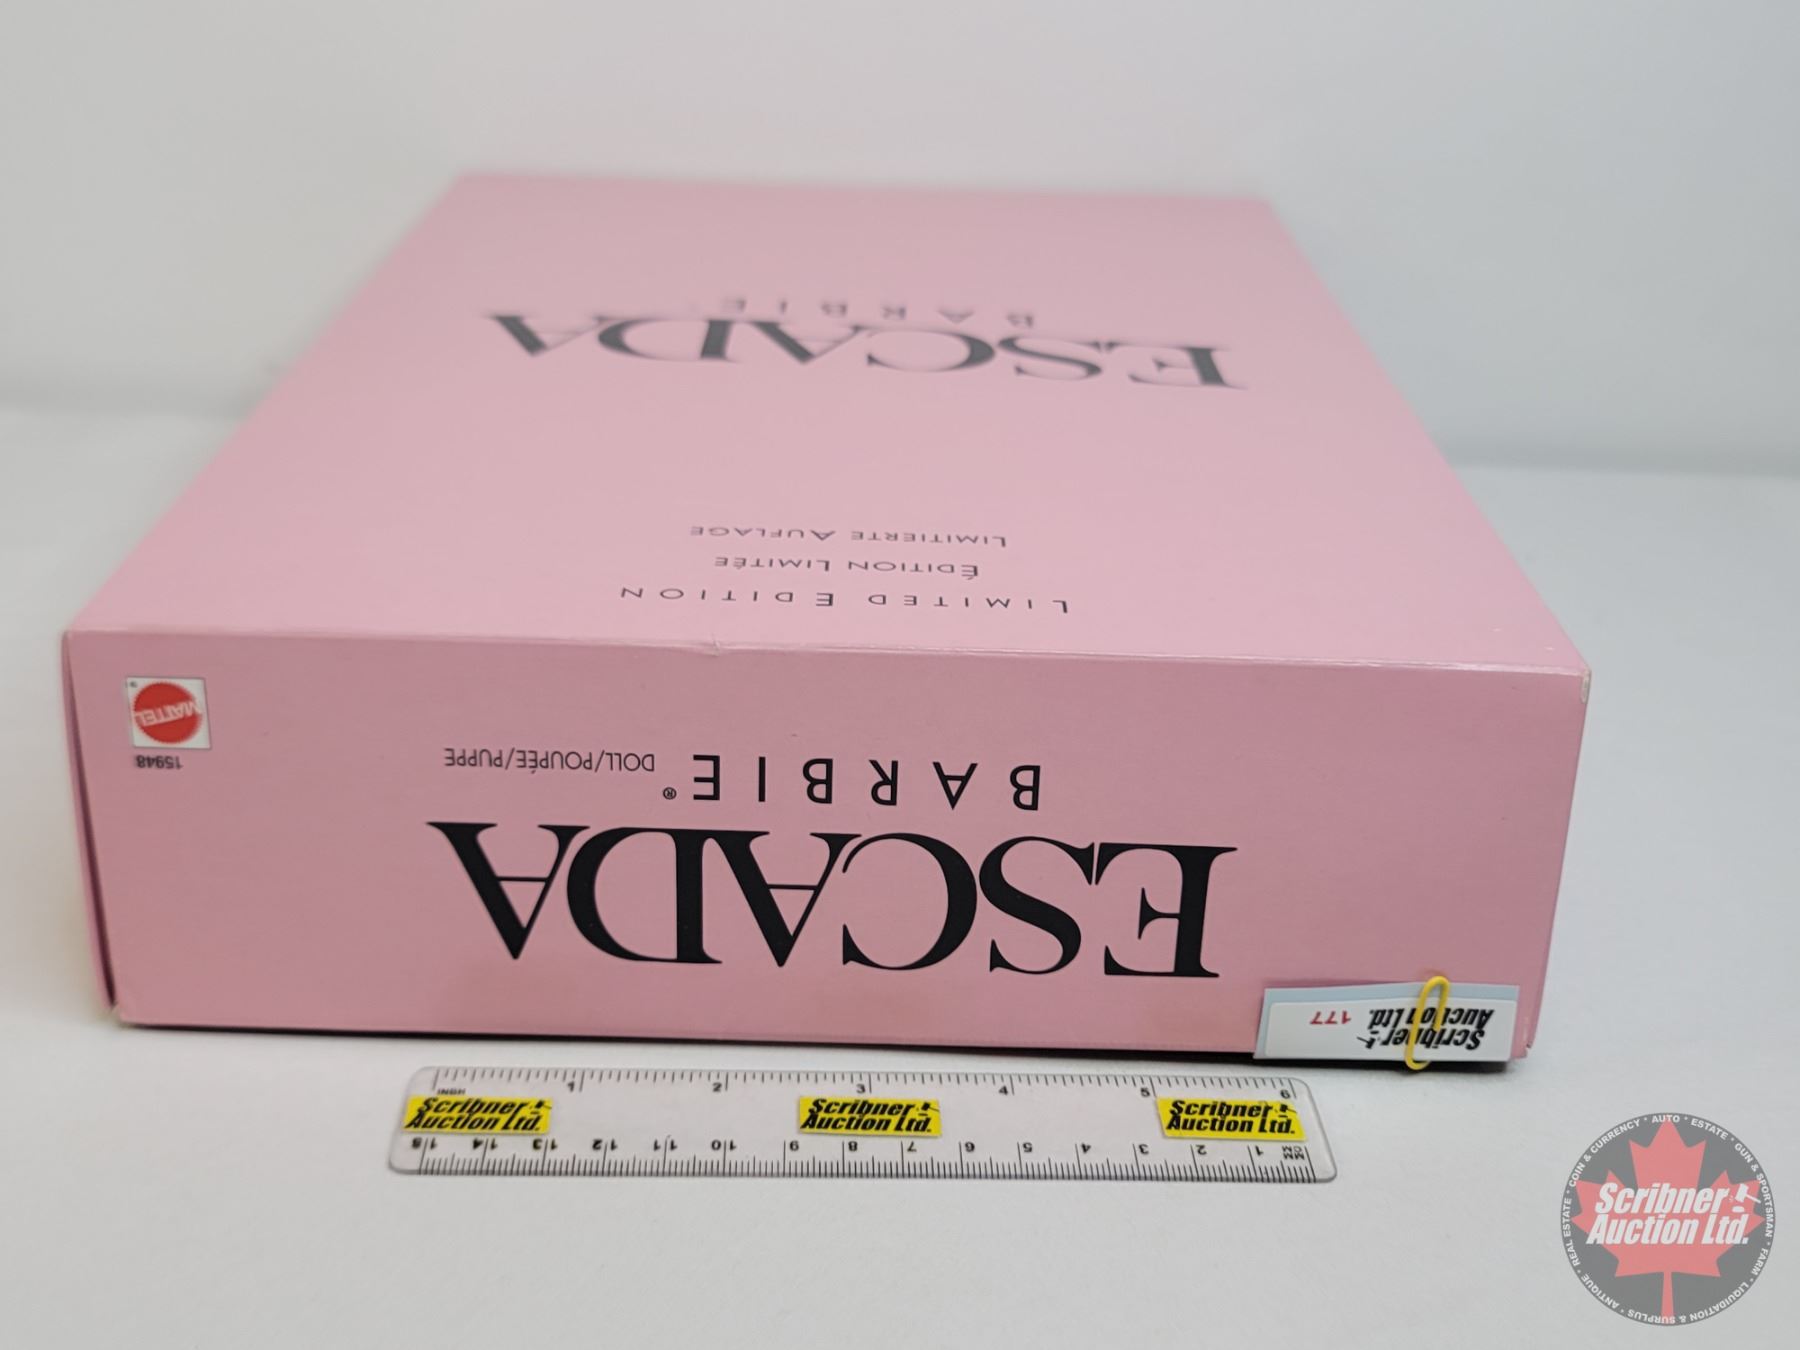 ESCADA
BARBIE
LIMITED EDITION
ÉDITION LIMITÉE
LIMITIERTE AUFLAGE
ESCADA
BARBIE® DOLL/POUPÉE/PUPPE
15948
MATTEL
®
Scribner
Auction Ltd. 177
INCH 1 2 3 4 5 6
Scribner
Auction Ltd.
Scribner
Auction Ltd.
Scribner
Auction Ltd.
MM
CM 1 2 3 4 5 6 7 8 9 10 11 12 13 14 15
Scribner
Auction Ltd.
COIN & CURRENCY • AUTO • ESTATE • GUN & SPORTSMAN • FARM • LIQUIDATION & SURPLUS • ANTIQUE • REAL ESTATE •